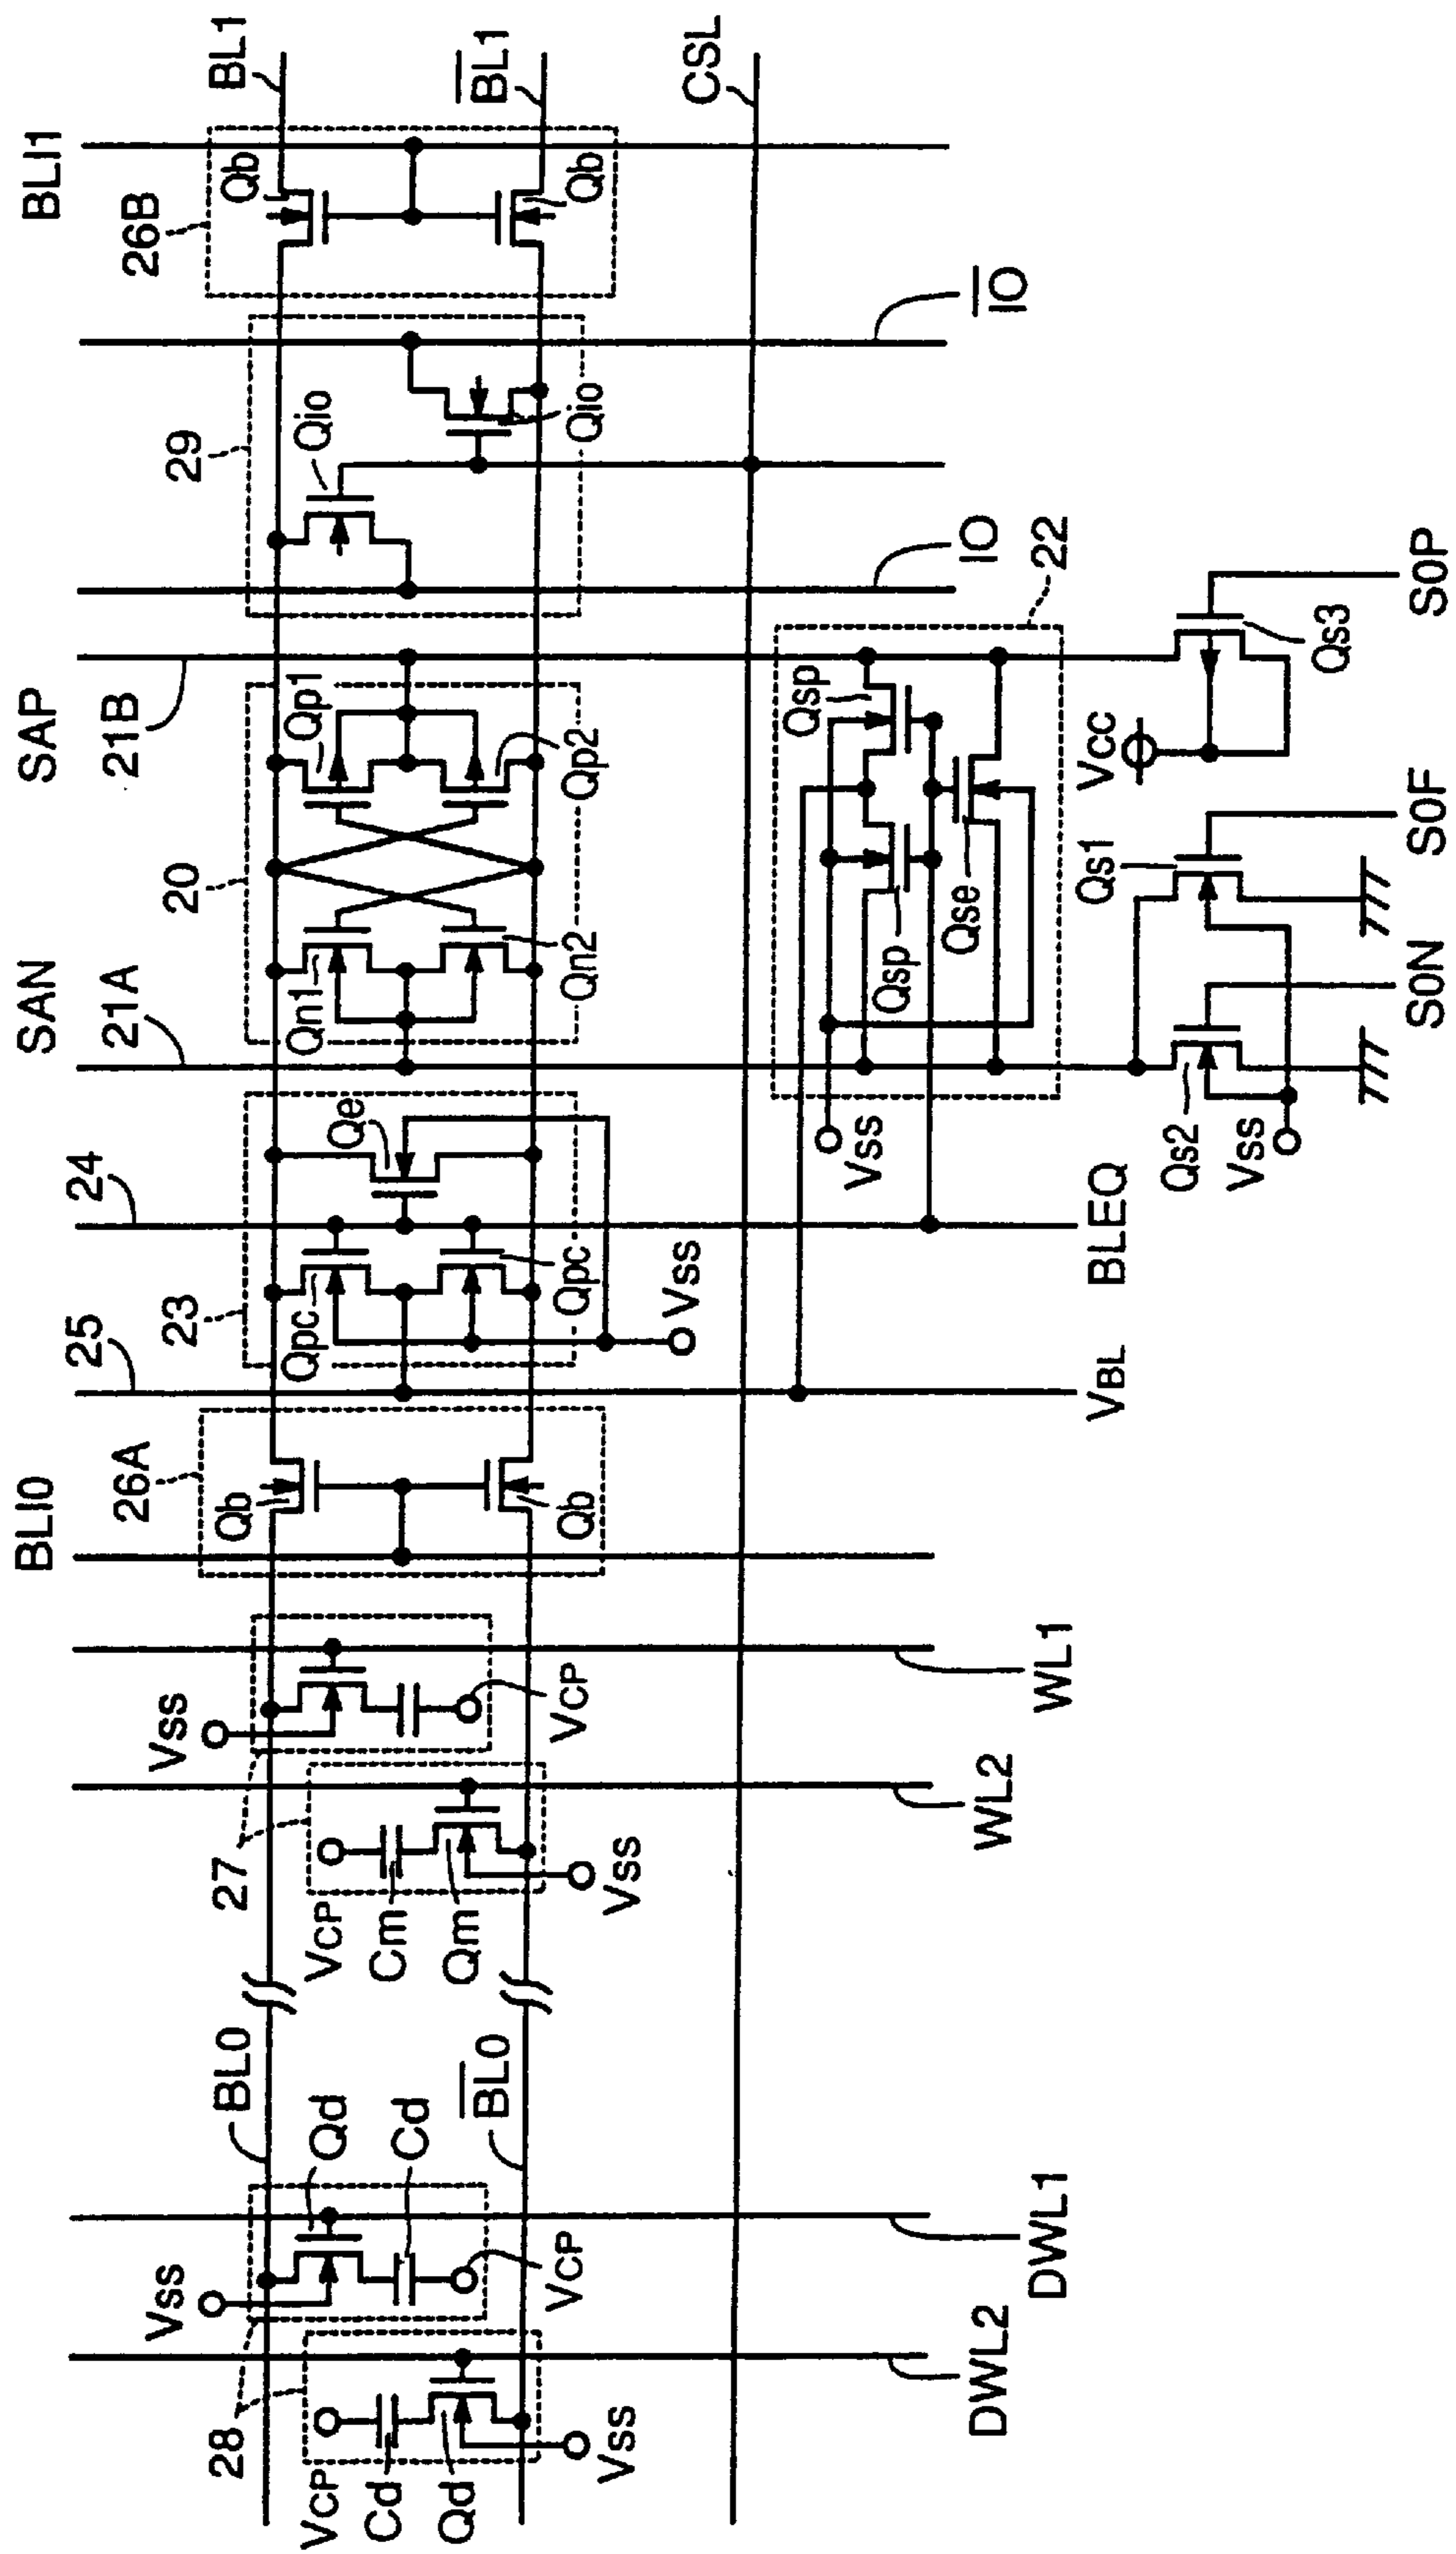 BLI1
BL1
BL1
CSL
26B
Qb
Qb
IO
29
Qio
Qio
IO
22
SAP
21B
Qp1
Qp2
20
Qsp
Qsp
Qse
Vcc
Qs3
S0P
SAN
21A
Qn1
Qn2
Qs1
S0F
S0N
Qs2
Vss
Vss
24
Qe
23
Qpc
Qpc
Vss
BLEQ
25
VBL
BLI0
26A
Qb
Qb
Vss
VCP
WL1
27
VCP
Cm
Qm
Vss
WL2
BL0
BL0
Qd
Cd
Vss
VCP
DWL1
28
VCP
Cd
Qd
Vss
DWL2